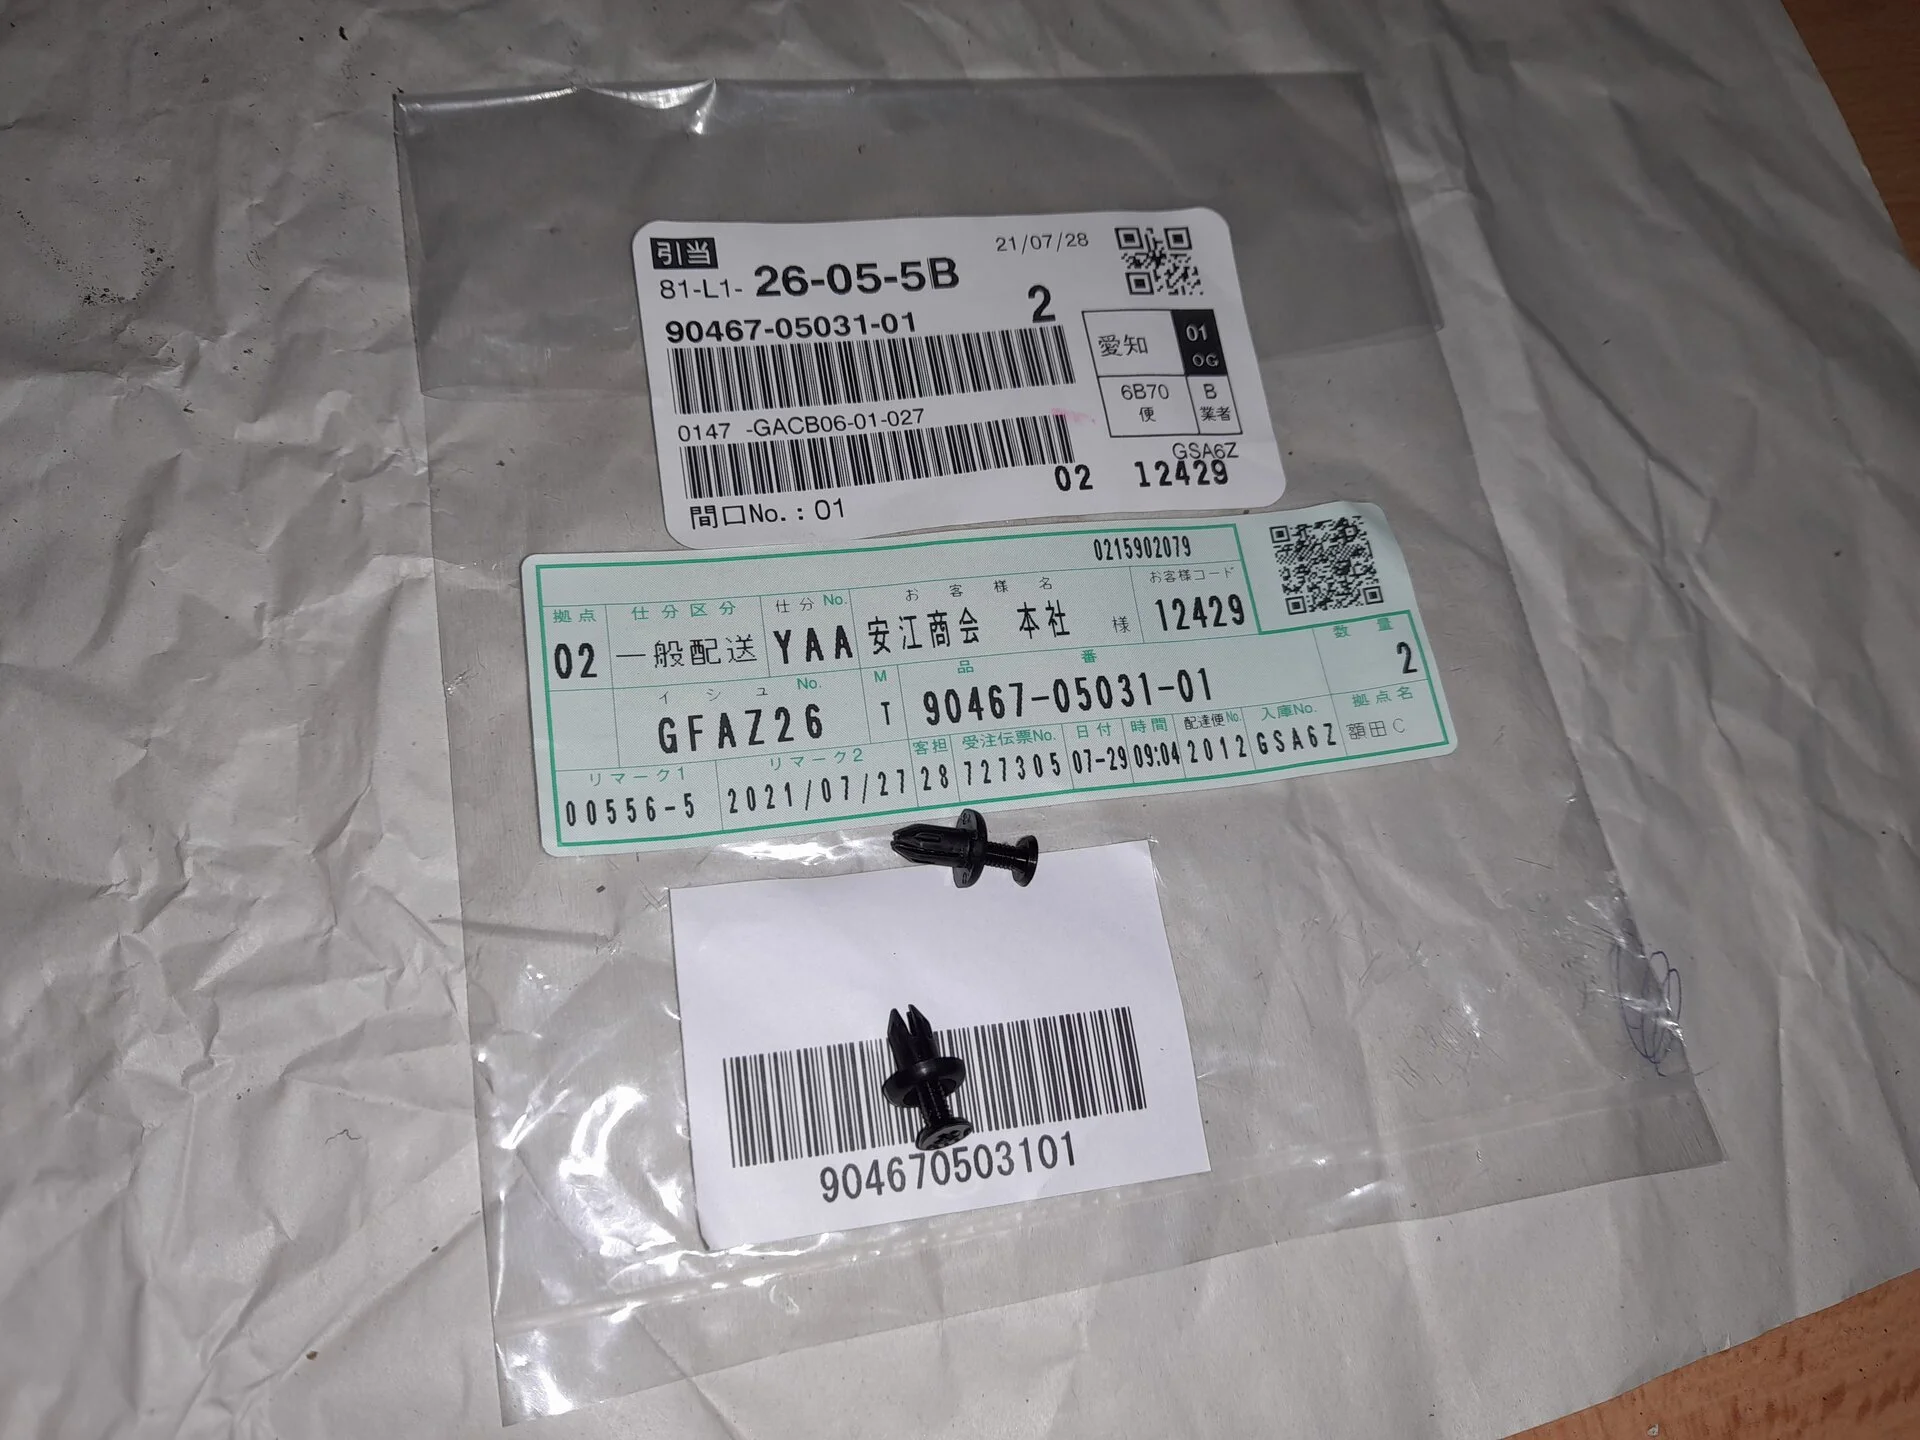 引当
21/07/28
81-L1- 26-05-5B
2
90467-05031-01
愛知
01
OG
6B70
便
B
業者
0147 -GACB06-01-027
GSA6Z
02 12429
間口No.: 01
0215902079
拠点 仕分区分 仕分No. お客様名 お客様コード
02 一般配送 YAA 安江商会 本社 様 12429
イシュNo. M 品番 数量
GFAZ26 T 90467-05031-01 2
リマーク1 リマーク2 客担 受注伝票No. 日付 時間 配達便No. 入庫No. 拠点名
00556-5 2021/07/27 28 727305 07-29 09:04 2012 GSA6Z 額田C
904670503101